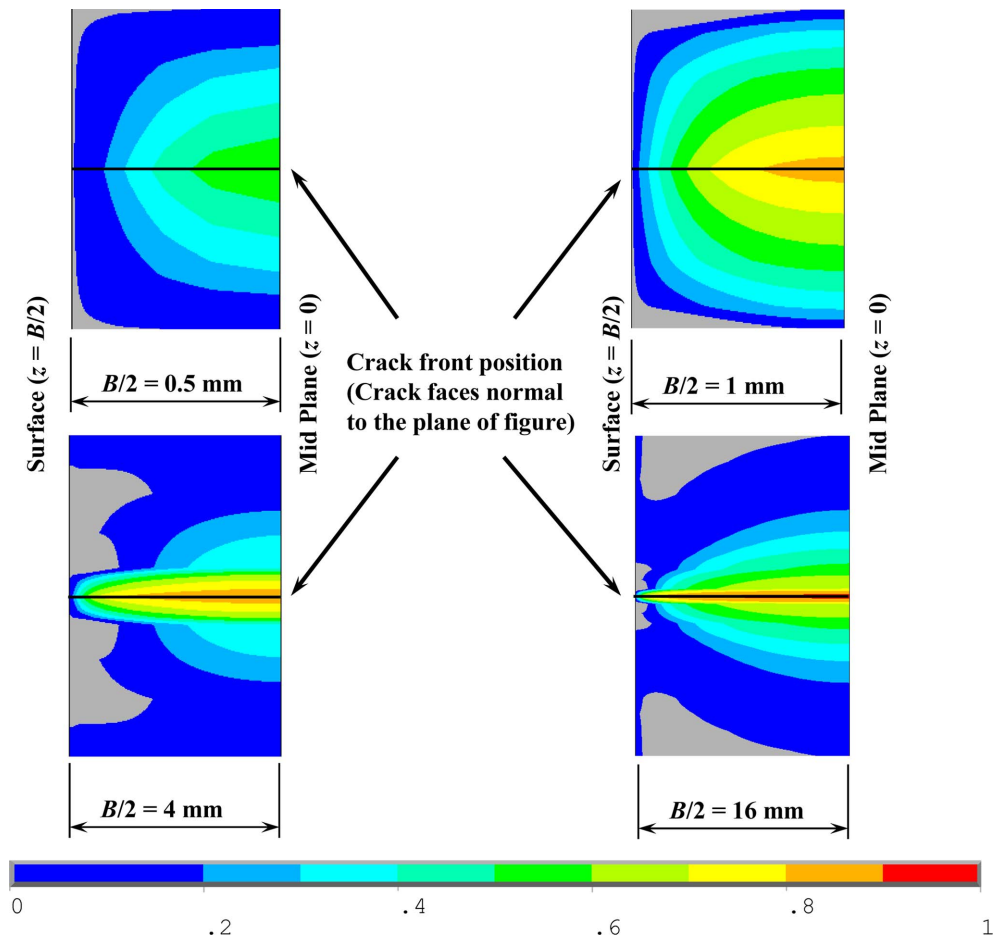 Surface (z = B/2)
Mid Plane (z = 0)
Surface (z = B/2)
Mid Plane (z = 0)
B/2 = 0.5 mm
B/2 = 1 mm
Crack front position
(Crack faces normal
to the plane of figure)
B/2 = 4 mm
B/2 = 16 mm
0
.2
.4
.6
.8
1